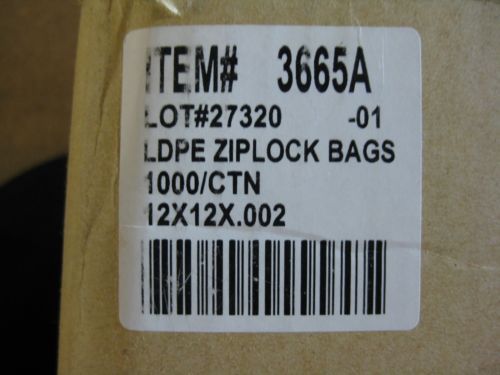 ITEM# 3665A
LOT#27320 -01
LDPE ZIPLOCK BAGS
1000/CTN
12X12X.002